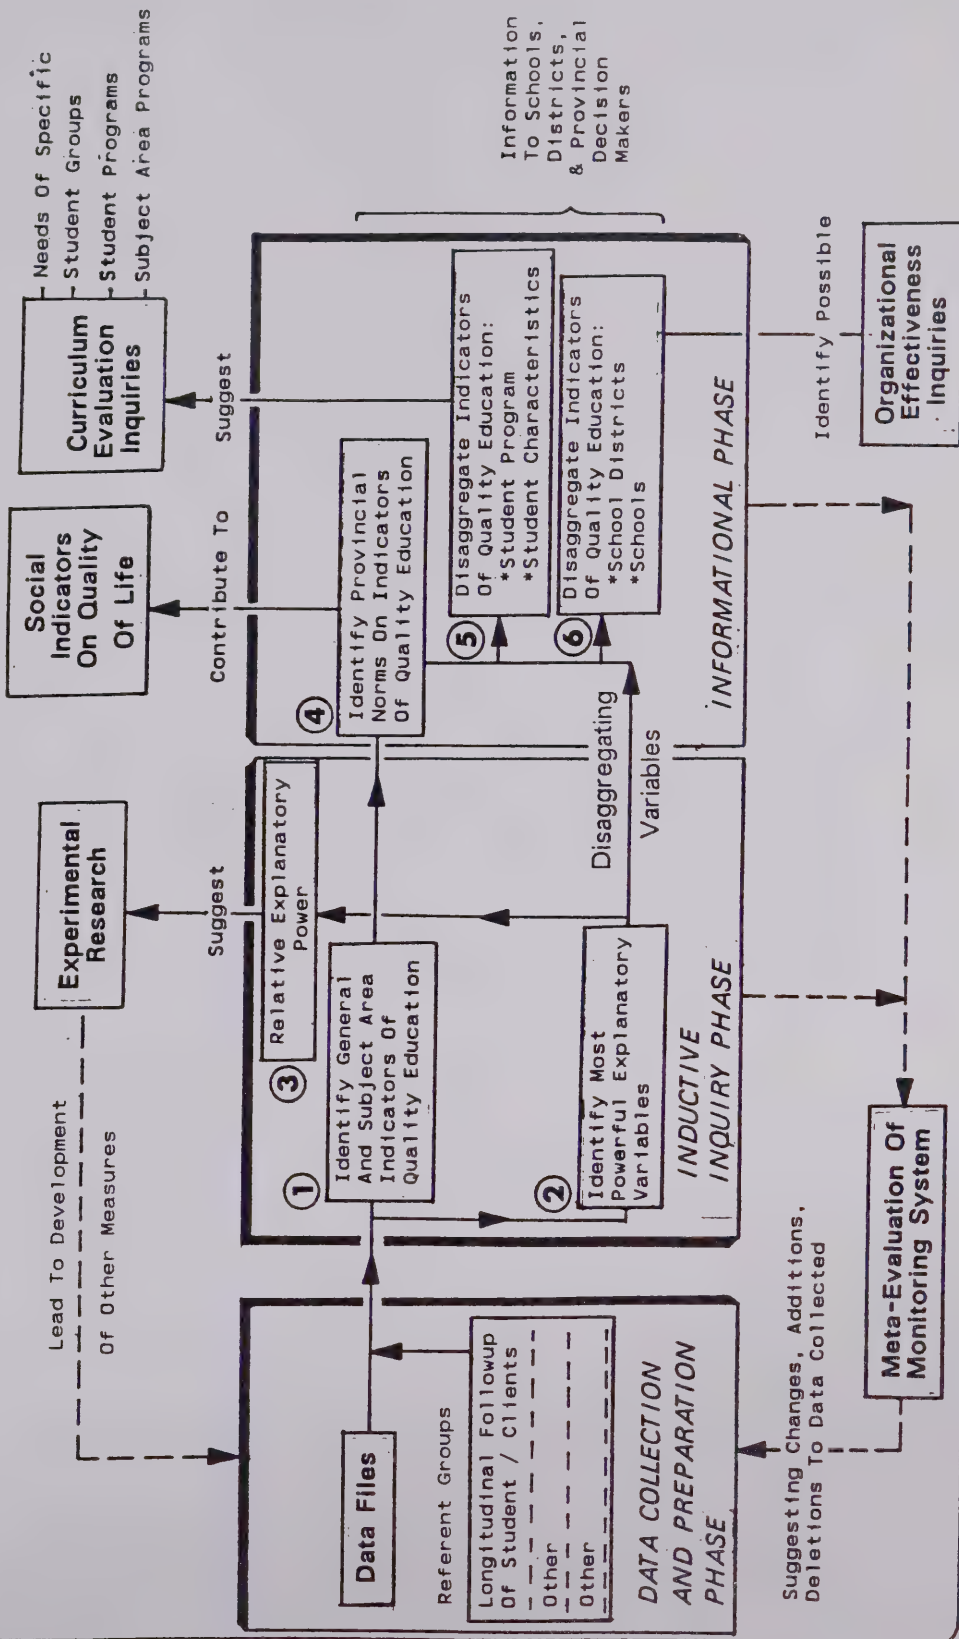 Lead To Development
Of Other Measures
Experimental
Research
Suggest
Social
Indicators
On Quality
Of Life
Contribute To
Curriculum
Evaluation
Inquiries
Needs Of Specific
Student Groups
Student Programs
Subject Area Programs
Suggest
Data Files
Referent Groups
Longitudinal Followup
Of Student / Clients
Other
Other
DATA COLLECTION
AND PREPARATION
PHASE
1
Identify General
And Subject Area
Indicators Of
Quality Education
2
Identify Most
Powerful Explanatory
Variables
3
Relative Explanatory
Power
Disaggregating
Variables
INDUCTIVE
INQUIRY PHASE
4
Identify Provincial
Norms On Indicators
Of Quality Education
5
Disaggregate Indicators
Of Quality Education:
*Student Program
*Student Characteristics
6
Disaggregate Indicators
Of Quality Education:
*School Districts
*Schools
INFORMATIONAL PHASE
Information
To Schools,
Districts,
& Provincial
Decision
Makers
Identify Possible
Organizational
Effectiveness
Inquiries
Meta-Evaluation Of
Monitoring System
Suggesting Changes, Additions,
Deletions To Data Collected